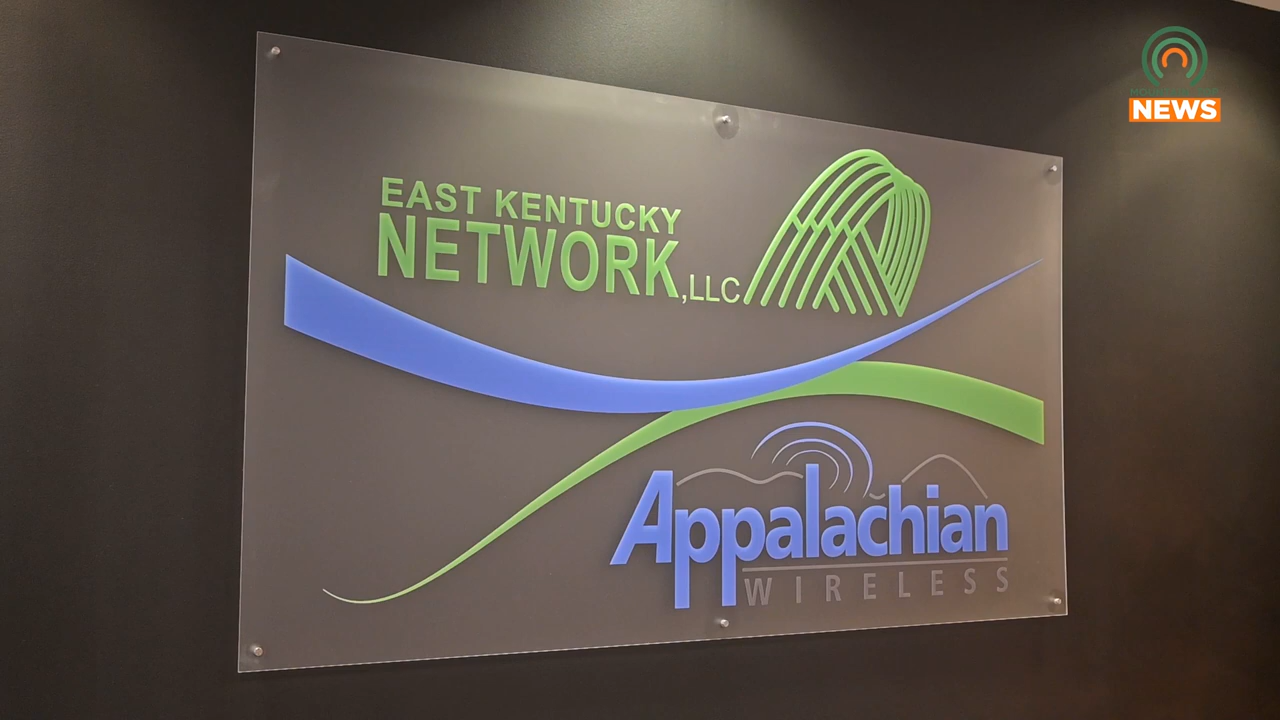 EAST KENTUCKY
NETWORK,LLC
Appalachian
WIRELESS
NEWS